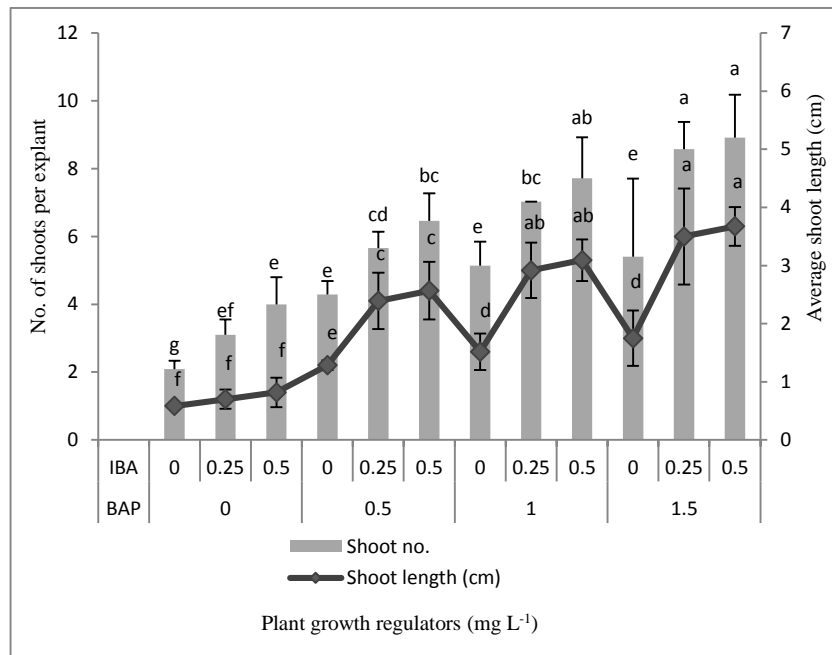 No. of shoots per explant
12
10
8
6
4
2
0
g
ef
e
e
cd
bc
e
bc
ab
e
a
a
f
f
f
e
c
c
d
ab
ab
d
a
a
7
6
5
4
3
2
1
0
Average shoot length (cm)
IBA 0 0.25 0.5 0 0.25 0.5 0 0.25 0.5 0 0.25 0.5
BAP 0 0.5 1 1.5
Shoot no.
Shoot length (cm)
Plant growth regulators (mg L⁻¹)